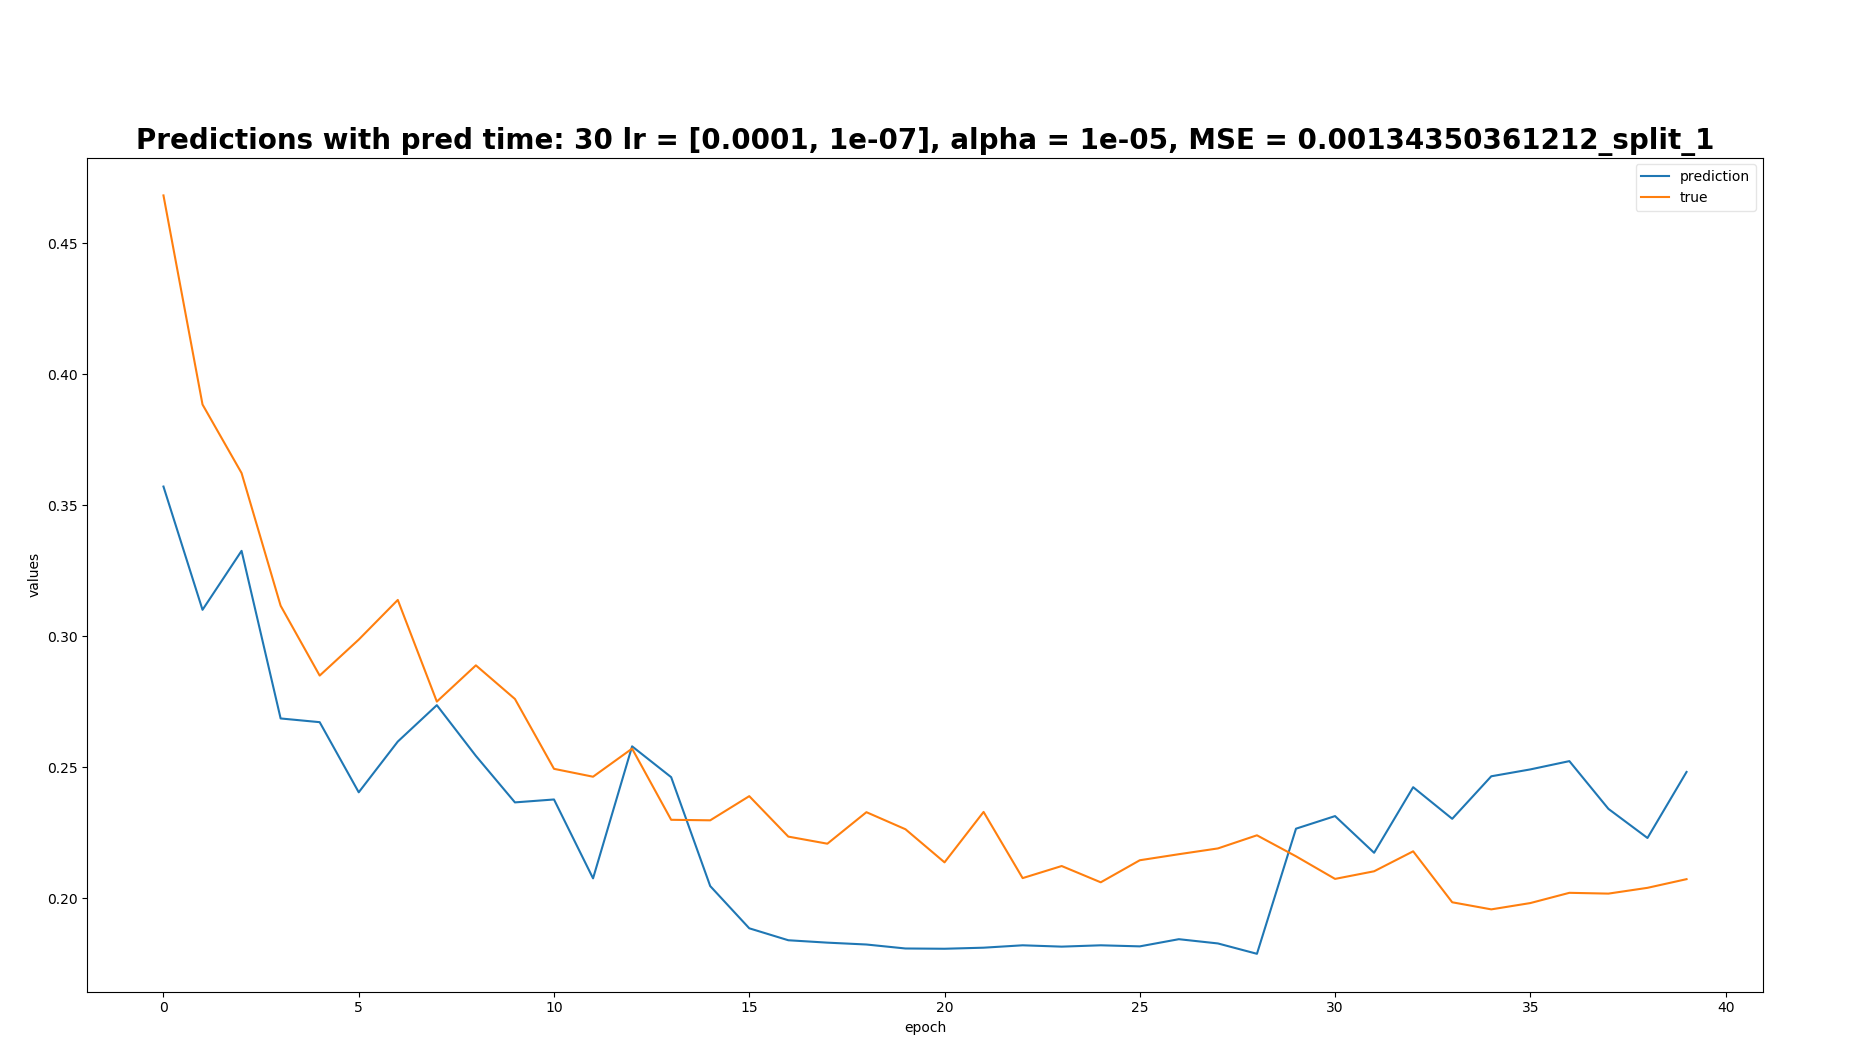 Predictions with pred time: 30 lr = [0.0001, 1e-07], alpha = 1e-05, MSE = 0.00134350361212_split_1
prediction
true
values
0.45
0.40
0.35
0.30
0.25
0.20
0 5 10 15 20 25 30 35 40
epoch